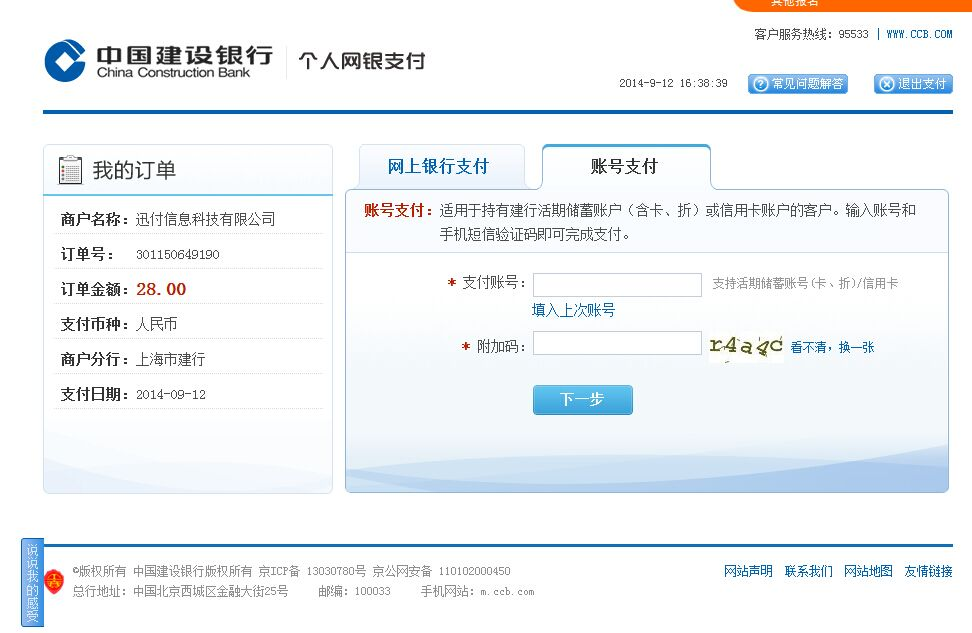 其他报名
客户服务热线：95533 | WWW.CCB.COM
中国建设银行
China Construction Bank
个人网银支付
2014-9-12 16:38:39
常见问题解答
退出支付
我的订单
商户名称：迅付信息科技有限公司
订单号： 301150649190
订单金额：28.00
支付币种：人民币
商户分行：上海市建行
支付日期：2014-09-12
网上银行支付
账号支付
账号支付：适用于持有建行活期储蓄账户（含卡、折）或信用卡账户的客户。输入账号和
手机短信验证码即可完成支付。
* 支付账号：
支持活期储蓄账号(卡、折)/信用卡
填入上次账号
* 附加码：
r4a4c
看不清，换一张
下一步
说说我的感受
©版权所有 中国建设银行版权所有 京ICP备 13030780号 京公网安备 110102000450
总行地址：中国北京西城区金融大街25号 邮编：100033 手机网站：m.ccb.com
网站声明 联系我们 网站地图 友情链接